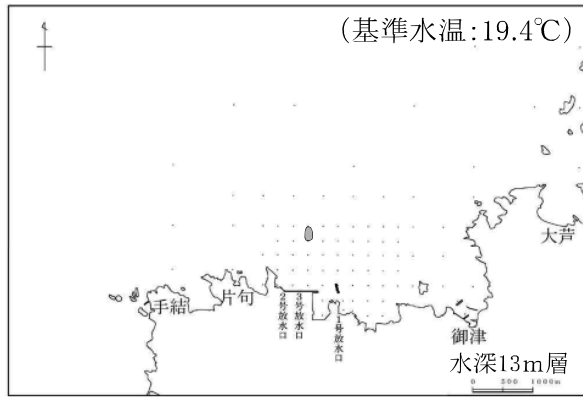 (基準水温:19.4℃)
大芦
片句
手結
2号放水口
3号放水口
1号放水口
御津
水深13m層
0 500 1000m